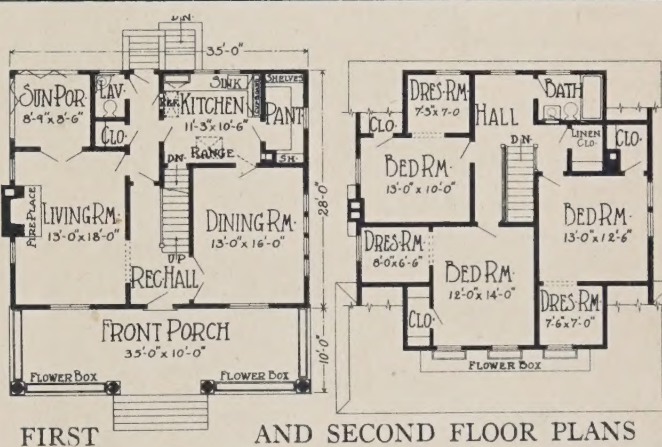 DN.
35'-0"
SUN POR.
8'-9" x 8'-6"
LAV.
CLO.
REF.
SINK
KITCHEN
11'-3" x 10'-6"
RANGE
SHELVES
PANT
SH.
DN.
FIRE PLACE
LIVING RM.
13'-0" x 18'-0"
DINING RM.
13'-0" x 16'-0"
UP
REC. HALL
28'-0"
FRONT PORCH
35'-0" x 10'-0"
10'-0"
FLOWER BOX
FLOWER BOX
DRES-RM.
7'-3" x 7'-0
HALL
BATH
CLO.
DN.
LINEN
CLO.
CLO.
BED RM.
13'-0" x 10'-0"
BED RM.
13'-0" x 12'-6"
DRES-RM.
8'-0" x 6'-6"
BED RM.
12'-0" x 14'-0"
CLO.
DRES-RM.
7'-6" x 7'-0"
FLOWER BOX
FIRST AND SECOND FLOOR PLANS